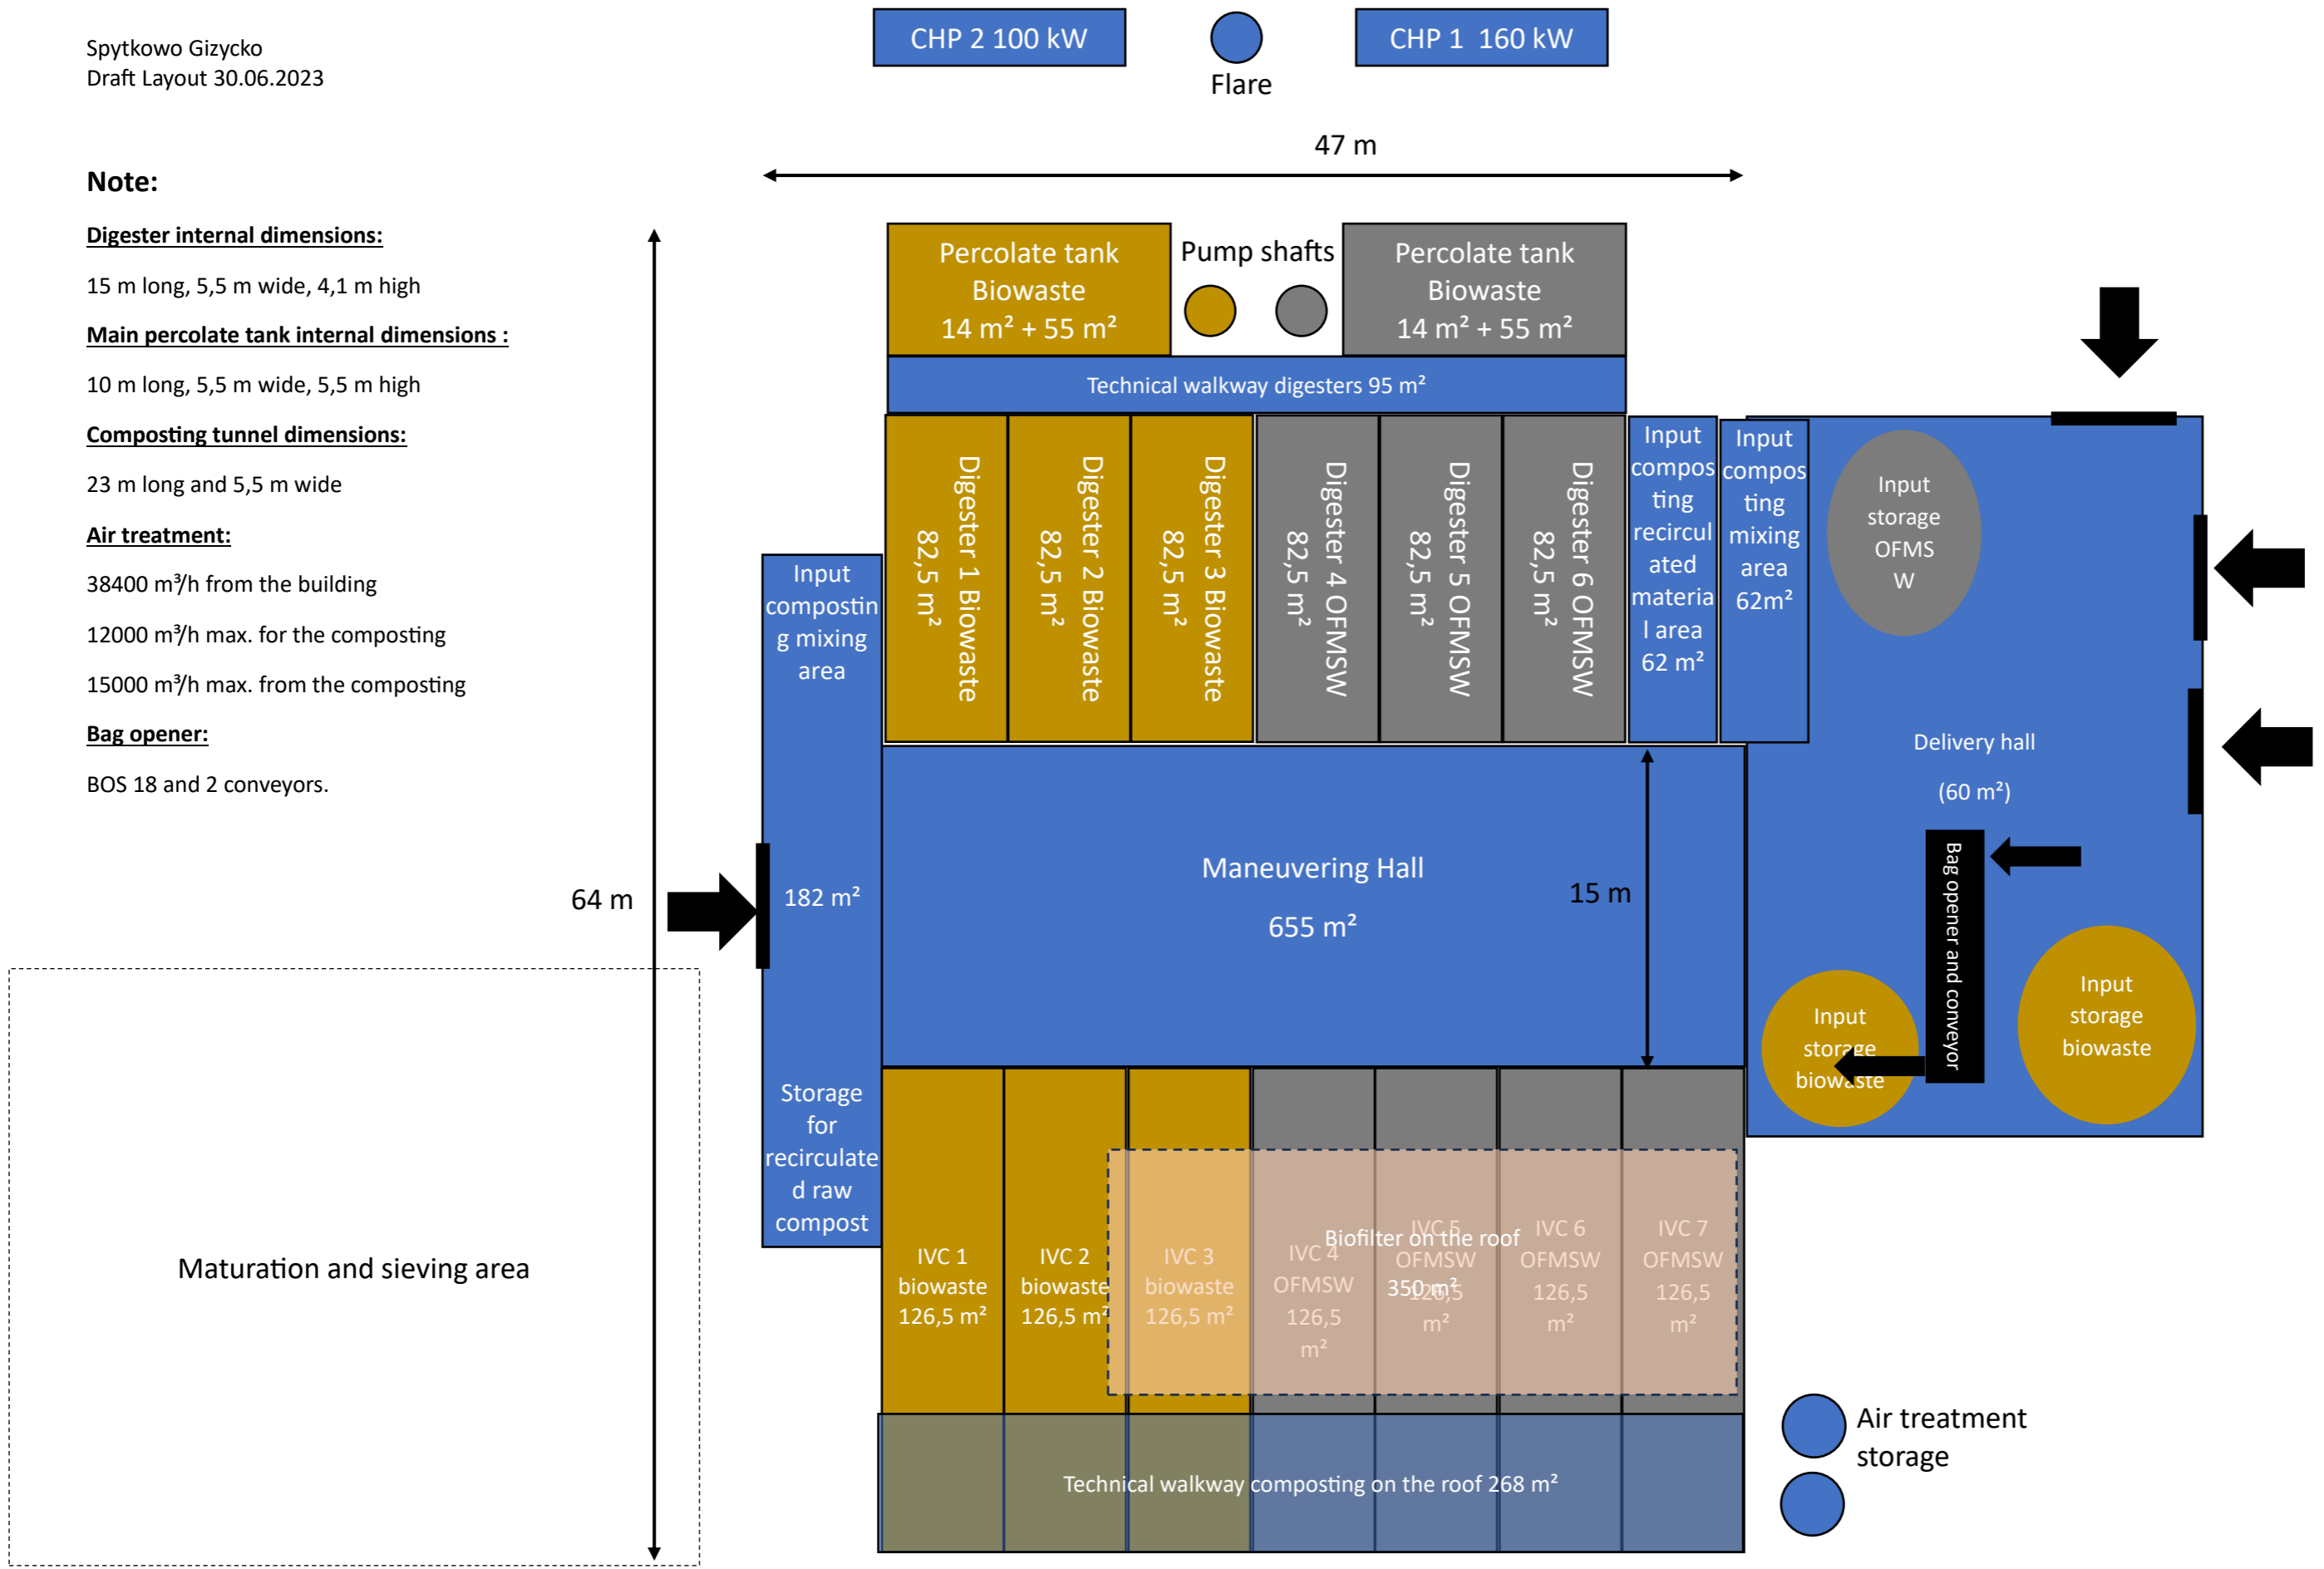 Spytkowo Gizycko
Draft Layout 30.06.2023
CHP 2 100 kW
Flare
CHP 1  160 kW
47 m
Note:
Digester internal dimensions:
15 m long, 5,5 m wide, 4,1 m high
Main percolate tank internal dimensions :
10 m long, 5,5 m wide, 5,5 m high
Composting tunnel dimensions:
23 m long and 5,5 m wide
Air treatment:
38400 m³/h from the building
12000 m³/h max. for the composting
15000 m³/h max. from the composting
Bag opener:
BOS 18 and 2 conveyors.
64 m
Percolate tank
Biowaste
14 m² + 55 m²
Pump shafts
Percolate tank
Biowaste
14 m² + 55 m²
Technical walkway digesters 95 m²
Input
compostin
g mixing
area
182 m²
Storage
for
recirculate
d raw
compost
Digester 1 Biowaste
82,5 m²
Digester 2 Biowaste
82,5 m²
Digester 3 Biowaste
82,5 m²
Digester 4 OFMSW
82,5 m²
Digester 5 OFMSW
82,5 m²
Digester 6 OFMSW
82,5 m²
Input
compos
ting
recircul
ated
materia
l area
62 m²
Input
compos
ting
mixing
area
62m²
Input
storage
OFMS
W
Delivery hall
(60 m²)
Bag opener and conveyor
Input
storage
biowaste
Input
storage
biowaste
Maneuvering Hall
655 m²
15 m
IVC 1
biowaste
126,5 m²
IVC 2
biowaste
126,5 m²
IVC 3
biowaste
126,5 m²
IVC 4
OFMSW
126,5
m²
IVC 5
OFMSW
126,5
m²
IVC 6
OFMSW
126,5
m²
IVC 7
OFMSW
126,5
m²
Biofilter on the roof
350 m²
Technical walkway composting on the roof 268 m²
Maturation and sieving area
Air treatment
storage